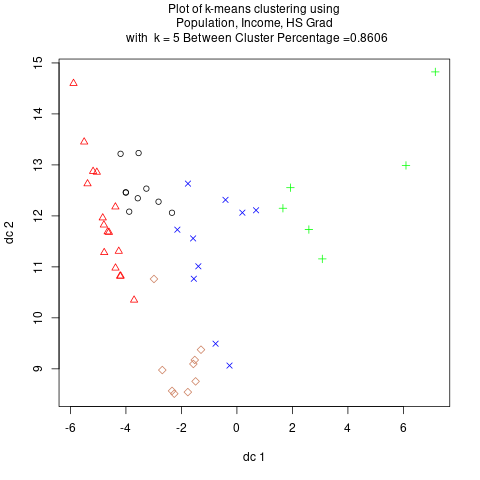 Plot of k-means clustering using
Population, Income, HS Grad
with  k = 5 Between Cluster Percentage =0.8606
15
14
13
12
11
10
9
dc 2
-6
-4
-2
0
2
4
6
dc 1